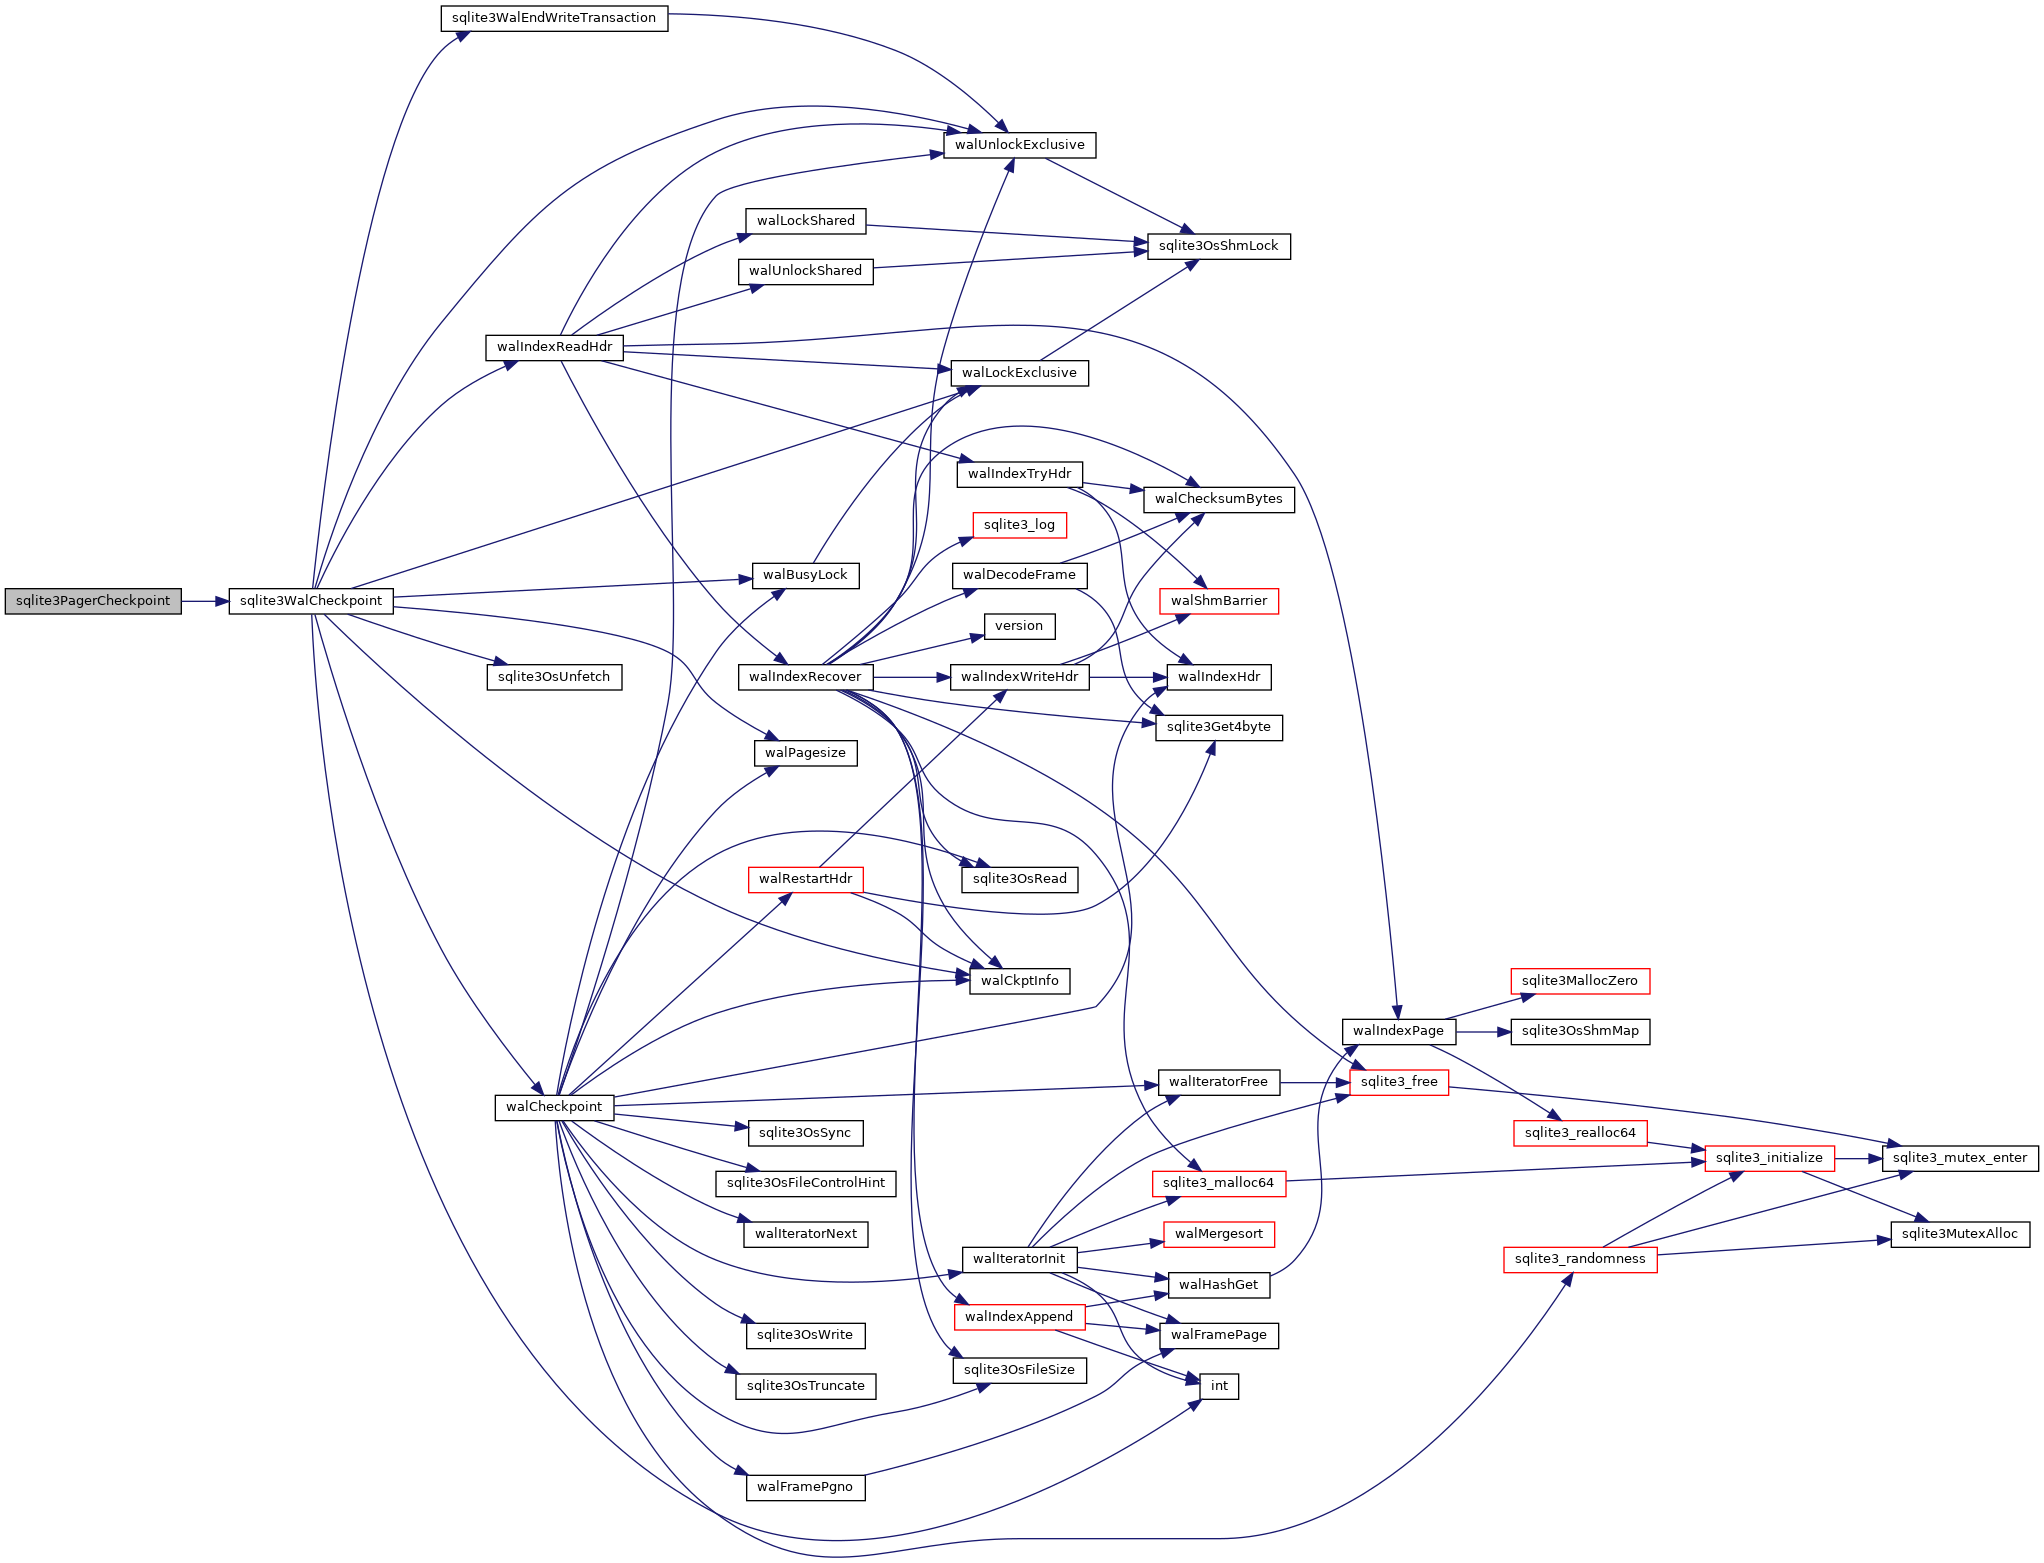 sqlite3PagerCheckpoint
sqlite3WalCheckpoint
sqlite3WalEndWriteTransaction
walIndexReadHdr
sqlite3OsUnfetch
walCheckpoint
walLockShared
walUnlockShared
walBusyLock
walIndexRecover
walPagesize
walRestartHdr
sqlite3OsSync
sqlite3OsFileControlHint
walIteratorNext
sqlite3OsWrite
sqlite3OsTruncate
walFramePgno
walUnlockExclusive
walLockExclusive
walIndexTryHdr
sqlite3_log
walDecodeFrame
version
walIndexWriteHdr
sqlite3OsRead
walCkptInfo
walIteratorInit
walIndexAppend
sqlite3OsFileSize
sqlite3OsShmLock
walChecksumBytes
walShmBarrier
walIndexHdr
sqlite3Get4byte
walIteratorFree
sqlite3_malloc64
walMergesort
walHashGet
walFramePage
int
walIndexPage
sqlite3_free
sqlite3MallocZero
sqlite3OsShmMap
sqlite3_realloc64
sqlite3_randomness
sqlite3_initialize
sqlite3_mutex_enter
sqlite3MutexAlloc